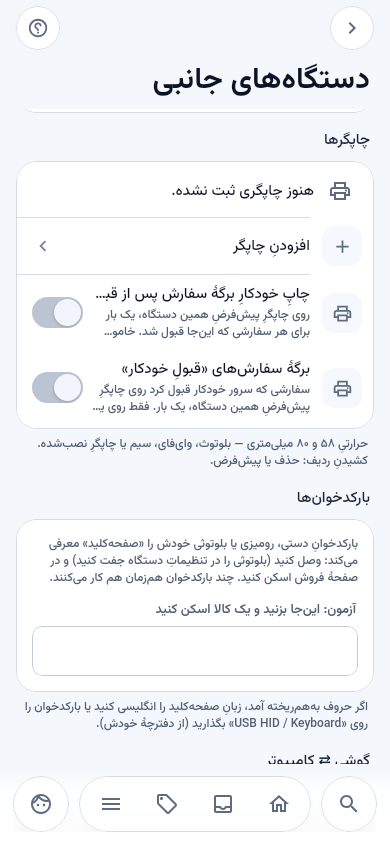 دستگاه‌های جانبی
چاپگرها
هنوز چاپگری ثبت نشده.
افزودنِ چاپگر
چاپِ خودکارِ برگهٔ سفارش پس از قب...
روی چاپگرِ پیش‌فرضِ همین دستگاه، یک بار
برای هر سفارشی که این‌جا قبول شد. خامو...
برگهٔ سفارش‌های «قبولِ خودکار»
سفارشی که سرور خودکار قبول کرد روی چاپگرِ
پیش‌فرضِ همین دستگاه، یک بار. فقط روی یـ...
حرارتیِ ۵۸ و ۸۰ میلی‌متری — بلوتوث، وای‌فای، سیم یا چاپگرِ نصب‌شده.
کشیدنِ ردیف: حذف یا پیش‌فرض.
بارکدخوان‌ها
بارکدخوانِ دستی، رومیزی یا بلوتوثی خودش را «صفحه‌کلید» معرفی
می‌کند: وصل کنید (بلوتوثی را در تنظیماتِ دستگاه جفت کنید) و در
صفحهٔ فروش اسکن کنید. چند بارکدخوان هم‌زمان هم کار می‌کنند.
آزمون: این‌جا بزنید و یک کالا اسکن کنید
اگر حروف به‌هم‌ریخته آمد، زبانِ صفحه‌کلید را انگلیسی کنید یا بارکدخوان را
روی «USB HID / Keyboard» بگذارید (از دفترچهٔ خودش).
گوشی ⇄ کامپیوتر